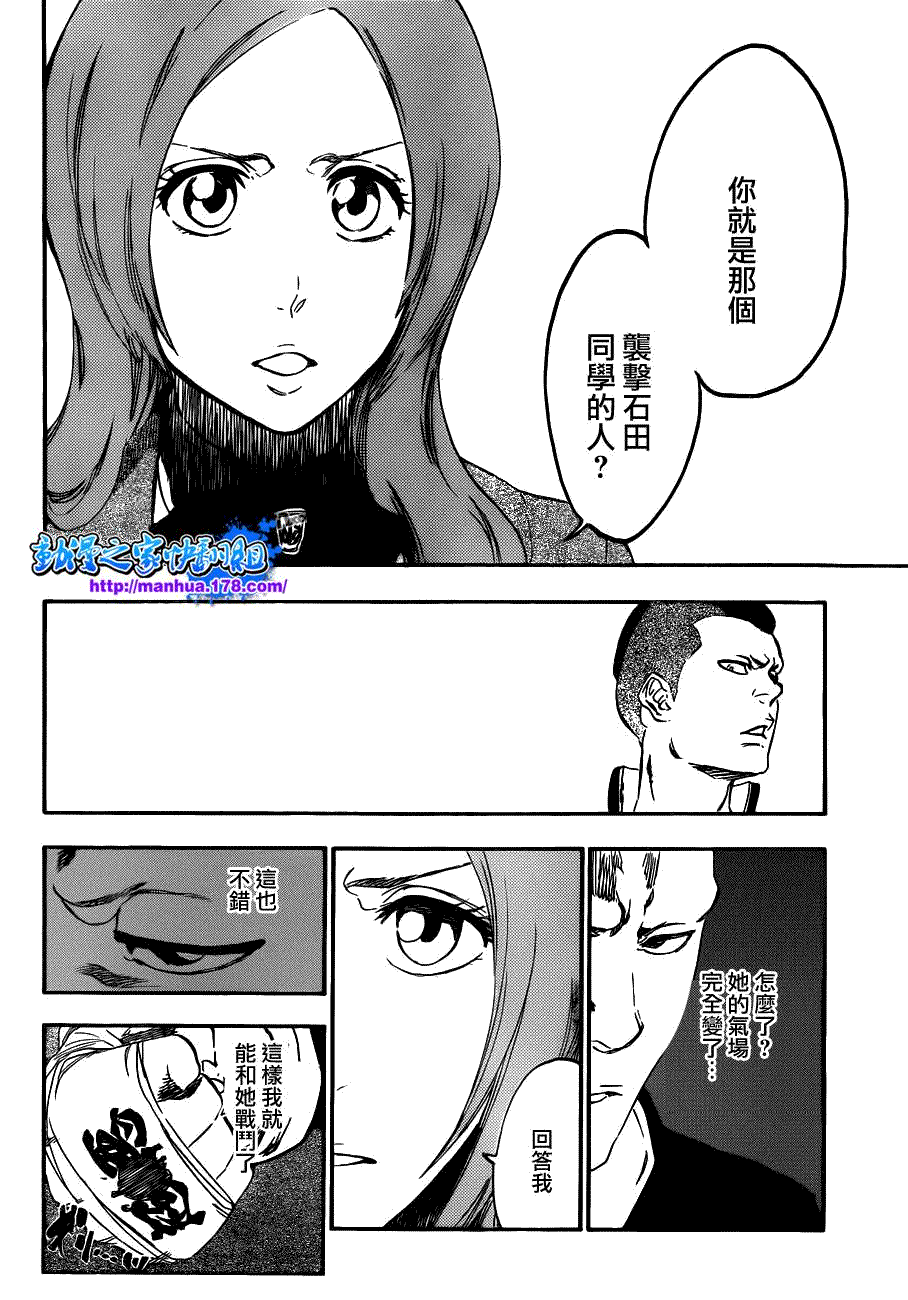 你就是那個
襲擊石田
同學的人?
動漫之家快翻組
http://manhua.178.com/
怎麼了?
她的氣場
完全變了…
回答我
這也
不錯
這樣我就
能和她戰鬥了